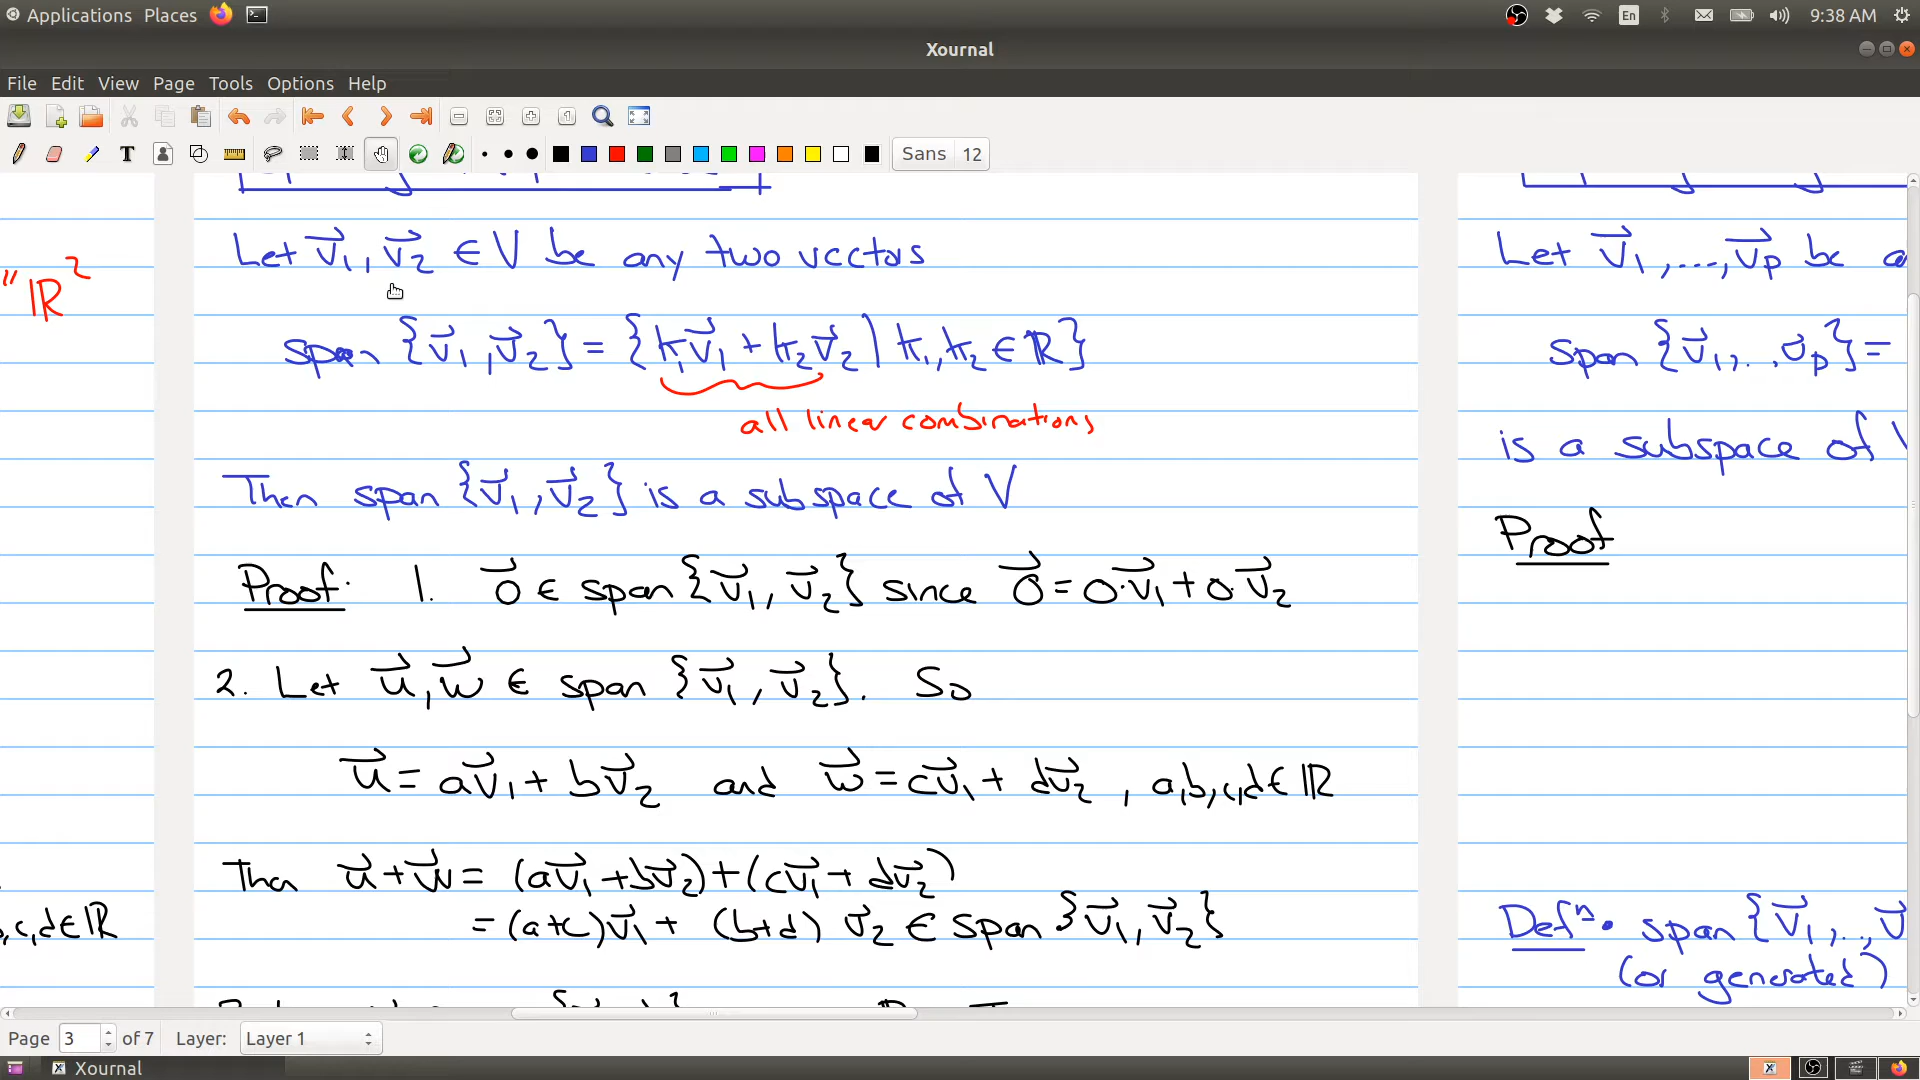 Applications Places En 9:38 AM
Xournal
File Edit View Page Tools Options Help
Sans 12
Let v⃗₁, v⃗₂ ∈ V be any two vectors
span {v⃗₁, v⃗₂} = {k₁v⃗₁ + k₂v⃗₂ | k₁, k₂ ∈ ℝ}
all linear combinations
Then span {v⃗₁, v⃗₂} is a subspace of V
Proof: 1. 0⃗ ∈ span {v⃗₁, v⃗₂} since 0⃗ = 0·v⃗₁ + 0·v⃗₂
2. Let u⃗, w⃗ ∈ span {v⃗₁, v⃗₂}. So
u⃗ = av⃗₁ + bv⃗₂ and w⃗ = cv⃗₁ + dv⃗₂, a,b,c,d ∈ ℝ
Then u⃗ + w⃗ = (av⃗₁ + bv⃗₂) + (cv⃗₁ + dv⃗₂)
= (a+c)v⃗₁ + (b+d) v⃗₂ ∈ span {v⃗₁, v⃗₂}
" ℝ²
,c,d ∈ ℝ
Let v⃗₁, ..., v⃗p be
span {v⃗₁, .., v⃗p} =
is a subspace of
Proof
Defⁿ • span {v⃗₁, ..,
(or generated)
Page 3 of 7 Layer: Layer 1
Xournal